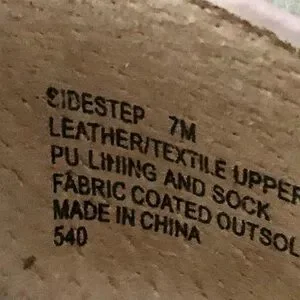 SIDESTEP 7M
LEATHER/TEXTILE UPPER
PU LINING AND SOCK
FABRIC COATED OUTSOL
MADE IN CHINA
540